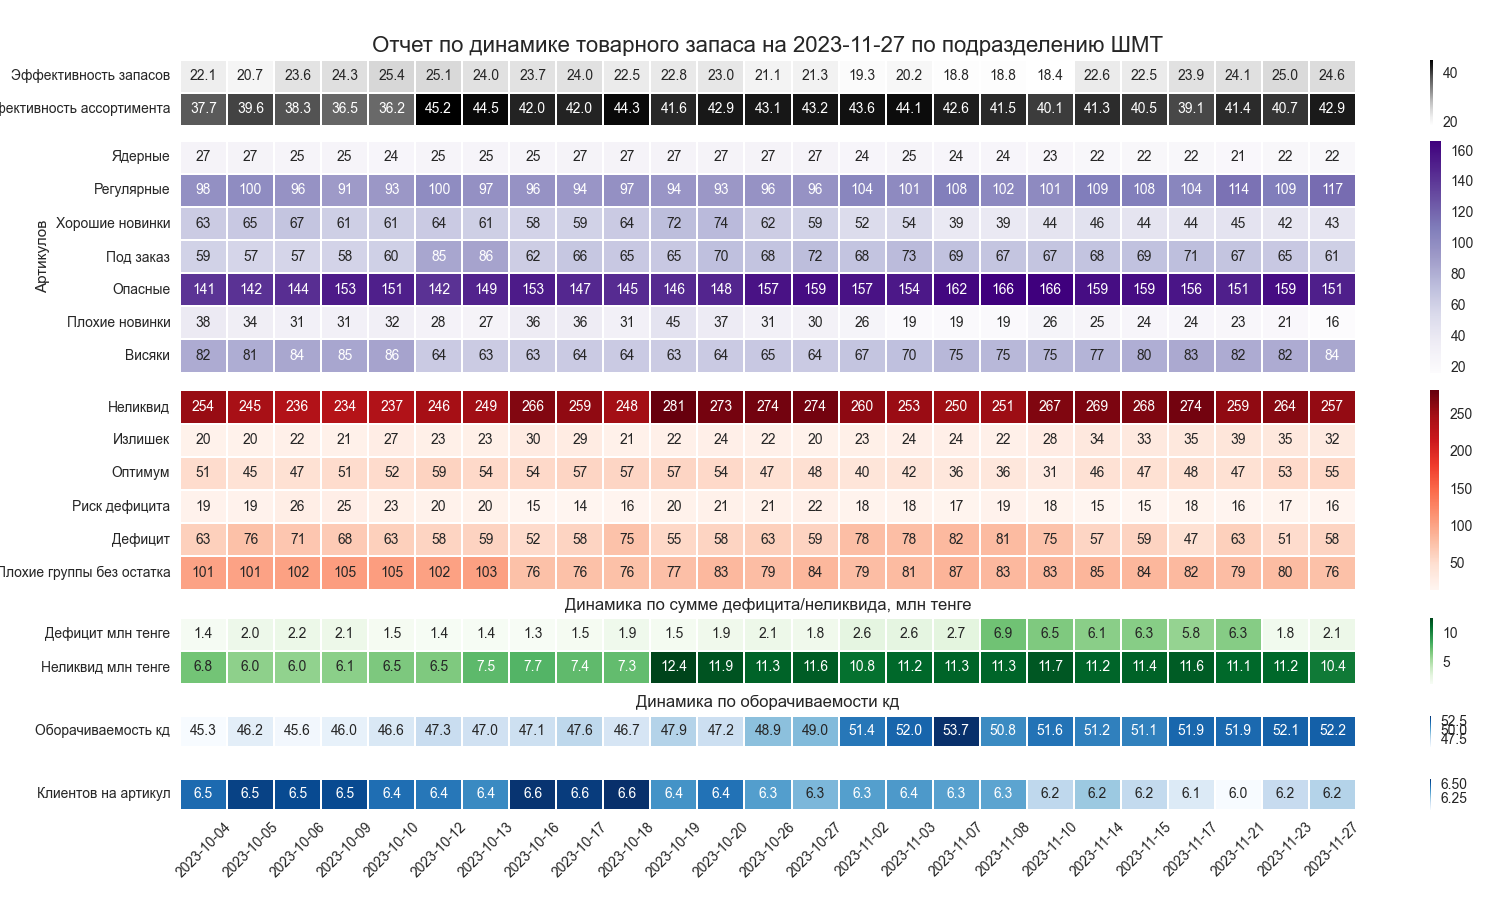 Отчет по динамике товарного запаса на 2023-11-27 по подразделению ШМТ
Эффективность запасов 22.1 20.7 23.6 24.3 25.4 25.1 24.0 23.7 24.0 22.5 22.8 23.0 21.1 21.3 19.3 20.2 18.8 18.8 18.4 22.6 22.5 23.9 24.1 25.0 24.6
фективность ассортимента 37.7 39.6 38.3 36.5 36.2 45.2 44.5 42.0 42.0 44.3 41.6 42.9 43.1 43.2 43.6 44.1 42.6 41.5 40.1 41.3 40.5 39.1 41.4 40.7 42.9
40
20
Артикулов
Ядерные 27 27 25 25 24 25 25 25 27 27 27 27 27 27 24 25 24 24 23 22 22 22 21 22 22
Регулярные 98 100 96 91 93 100 97 96 94 97 94 93 96 96 104 101 108 102 101 109 108 104 114 109 117
Хорошие новинки 63 65 67 61 61 64 61 58 59 64 72 74 62 59 52 54 39 39 44 46 44 44 45 42 43
Под заказ 59 57 57 58 60 85 86 62 66 65 65 70 68 72 68 73 69 67 67 68 69 71 67 65 61
Опасные 141 142 144 153 151 142 149 153 147 145 146 148 157 159 157 154 162 166 166 159 159 156 151 159 151
Плохие новинки 38 34 31 31 32 28 27 36 36 31 45 37 31 30 26 19 19 19 26 25 24 24 23 21 16
Висяки 82 81 84 85 86 64 63 63 64 64 63 64 65 64 67 70 75 75 75 77 80 83 82 82 84
160
140
120
100
80
60
40
20
Неликвид 254 245 236 234 237 246 249 266 259 248 281 273 274 274 260 253 250 251 267 269 268 274 259 264 257
Излишек 20 20 22 21 27 23 23 30 29 21 22 24 22 20 23 24 24 22 28 34 33 35 39 35 32
Оптимум 51 45 47 51 52 59 54 54 57 57 57 54 47 48 40 42 36 36 31 46 47 48 47 53 55
Риск дефицита 19 19 26 25 23 20 20 15 14 16 20 21 21 22 18 18 17 19 18 15 15 18 16 17 16
Дефицит 63 76 71 68 63 58 59 52 58 75 55 58 63 59 78 78 82 81 75 57 59 47 63 51 58
Плохие группы без остатка 101 101 102 105 105 102 103 76 76 76 77 83 79 84 79 81 87 83 83 85 84 82 79 80 76
250
200
150
100
50
Динамика по сумме дефицита/неликвида, млн тенге
Дефицит млн тенге 1.4 2.0 2.2 2.1 1.5 1.4 1.4 1.3 1.5 1.9 1.5 1.9 2.1 1.8 2.6 2.6 2.7 6.9 6.5 6.1 6.3 5.8 6.3 1.8 2.1
Неликвид млн тенге 6.8 6.0 6.0 6.1 6.5 6.5 7.5 7.7 7.4 7.3 12.4 11.9 11.3 11.6 10.8 11.2 11.3 11.3 11.7 11.2 11.4 11.6 11.1 11.2 10.4
10
5
Динамика по оборачиваемости кд
Оборачиваемость кд 45.3 46.2 45.6 46.0 46.6 47.3 47.0 47.1 47.6 46.7 47.9 47.2 48.9 49.0 51.4 52.0 53.7 50.8 51.6 51.2 51.1 51.9 51.9 52.1 52.2
52.5
50.0
47.5
Клиентов на артикул 6.5 6.5 6.5 6.5 6.4 6.4 6.4 6.6 6.6 6.6 6.4 6.4 6.3 6.3 6.3 6.4 6.3 6.3 6.2 6.2 6.2 6.1 6.0 6.2 6.2
6.50
6.25
2023-10-04 2023-10-05 2023-10-06 2023-10-09 2023-10-10 2023-10-12 2023-10-13 2023-10-16 2023-10-17 2023-10-18 2023-10-19 2023-10-20 2023-10-26 2023-10-27 2023-11-02 2023-11-03 2023-11-07 2023-11-08 2023-11-10 2023-11-14 2023-11-15 2023-11-17 2023-11-21 2023-11-23 2023-11-27